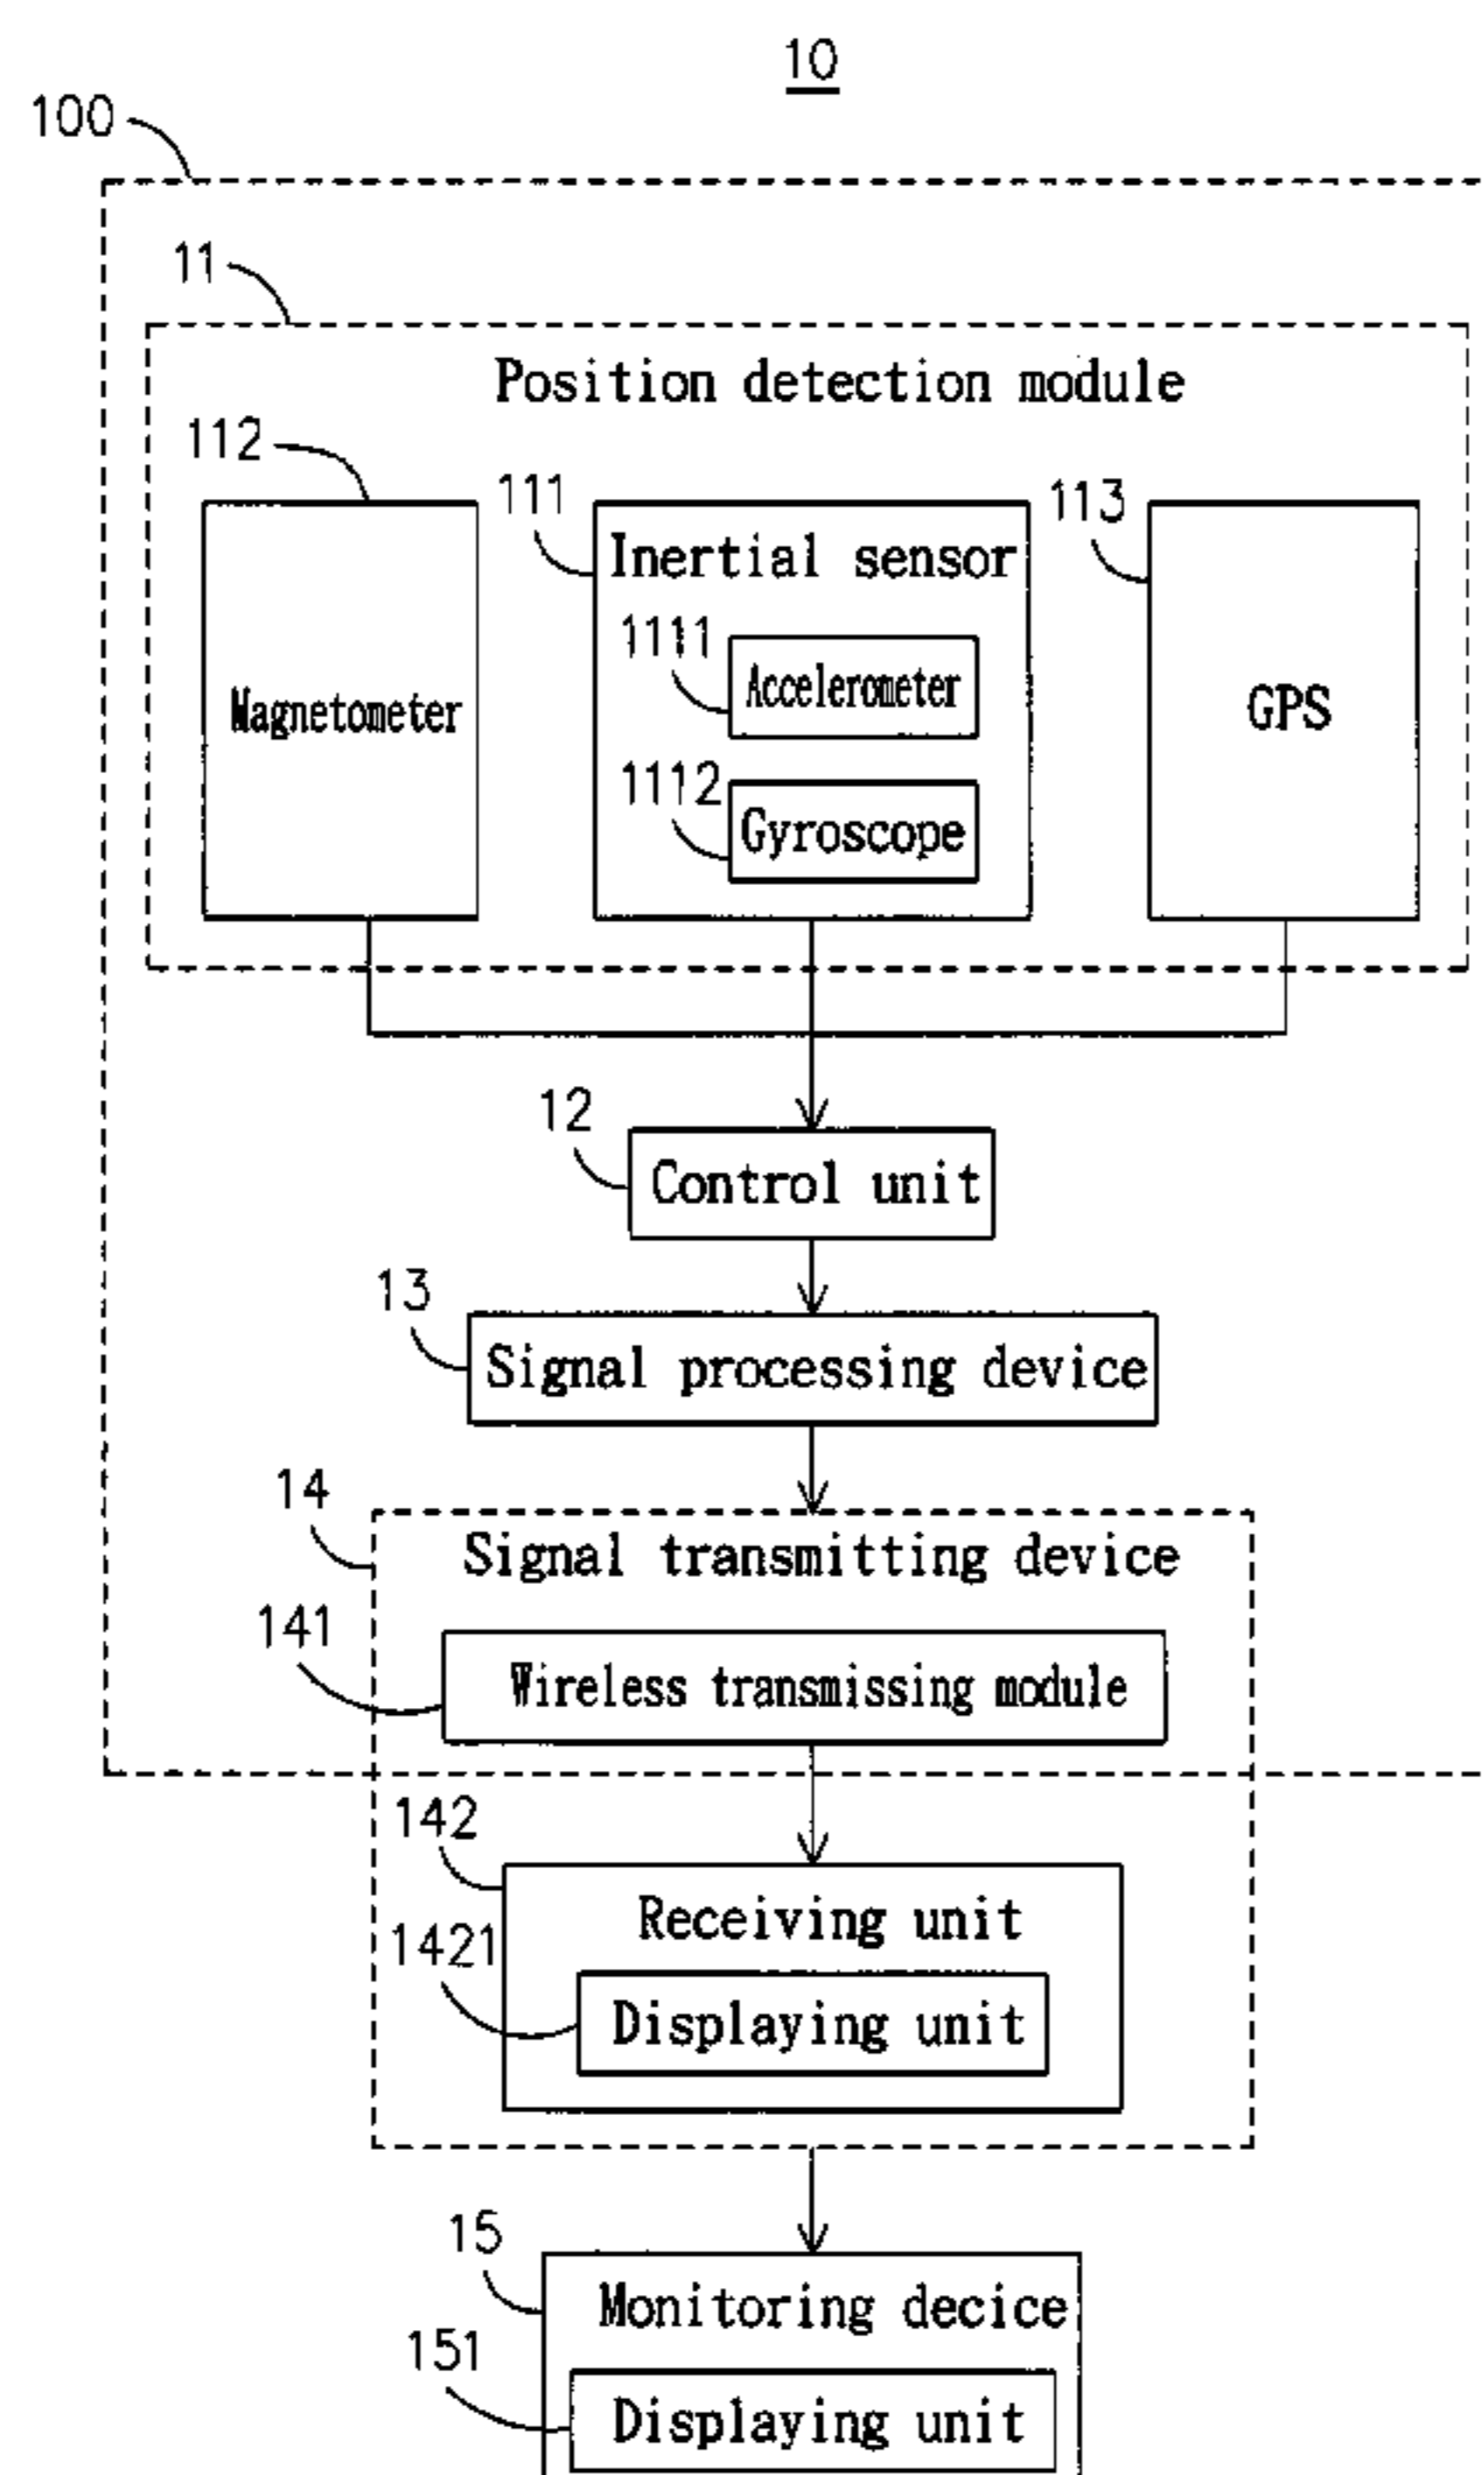 10
100
11
Position detection module
112
111
113
Inertial sensor
1111
Accelerometer
Magnetometer
GPS
1112
Gyroscope
12
Control unit
13
Signal processing device
14
Signal transmitting device
141
Wireless transmissing module
142
Receiving unit
1421
Displaying unit
15
Monitoring decice
151
Displaying unit